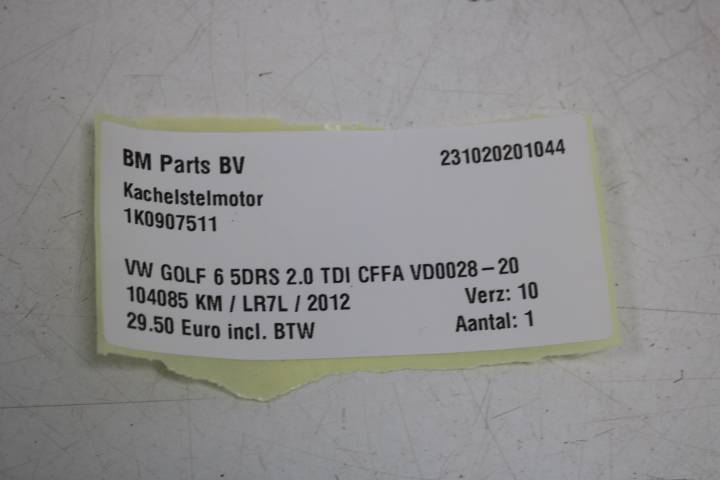 BM Parts BV 231020201044
Kachelstelmotor
1K0907511
VW GOLF 6 5DRS 2.0 TDI CFFA VD0028-20
104085 KM / LR7L / 2012 Verz: 10
29.50 Euro incl. BTW Aantal: 1